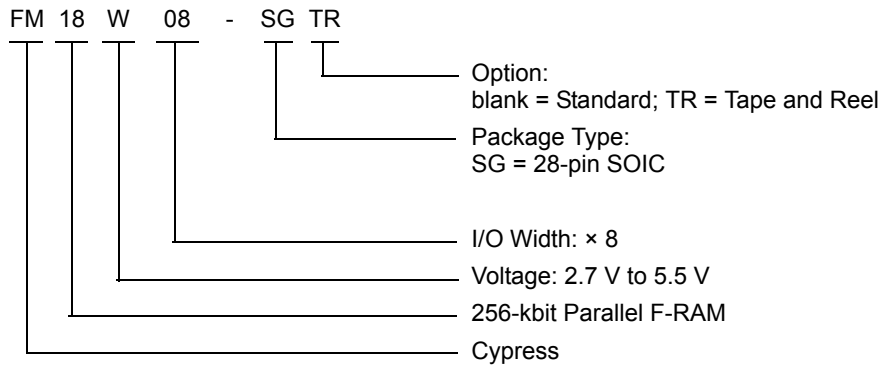 FM 18 W 08 - SG TR
Option:
blank = Standard; TR = Tape and Reel
Package Type:
SG = 28-pin SOIC
I/O Width: × 8
Voltage: 2.7 V to 5.5 V
256-kbit Parallel F-RAM
Cypress